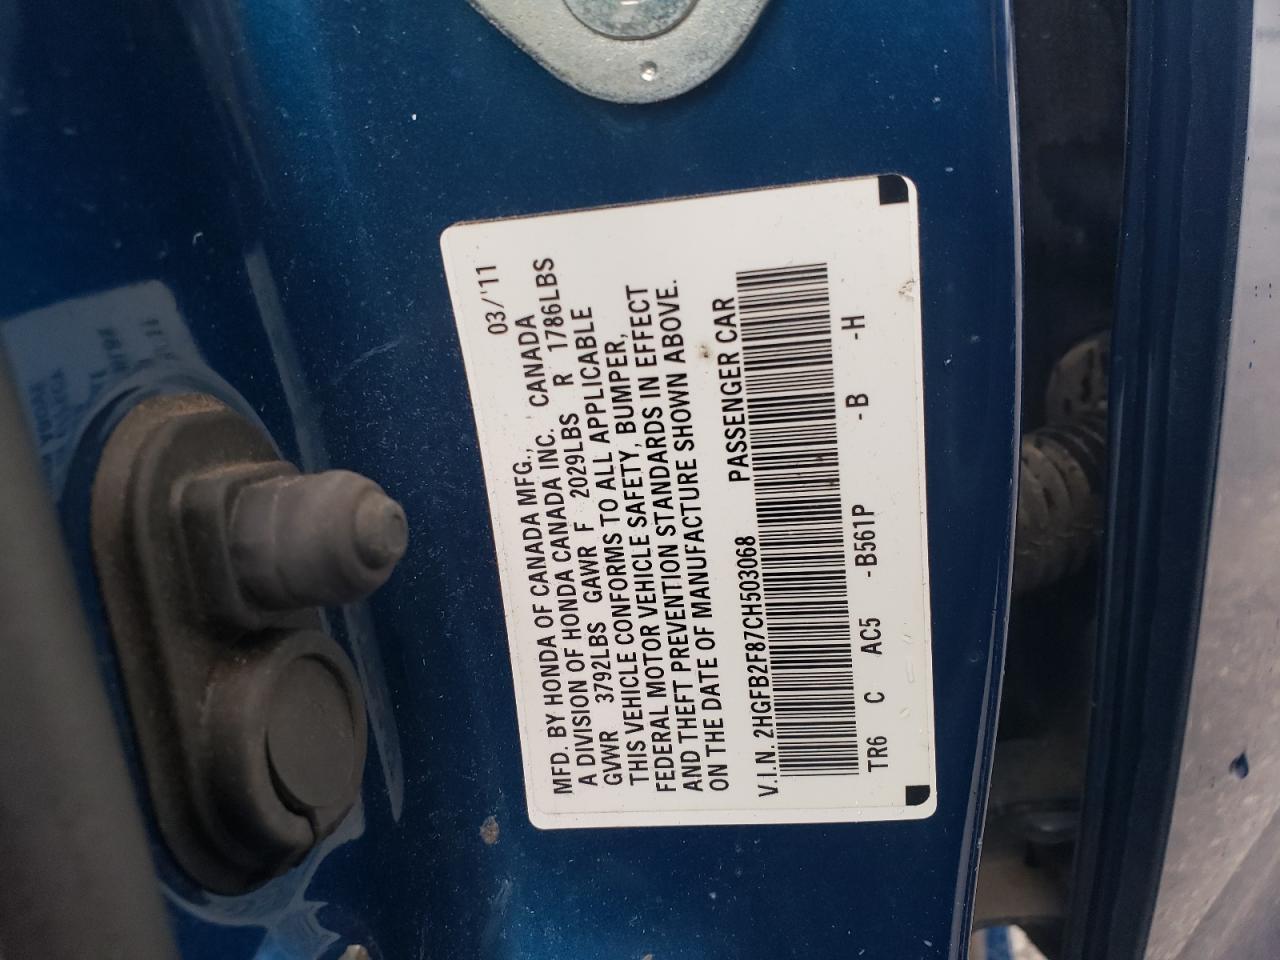 MFD. BY HONDA OF CANADA MFG., 03/'11
A DIVISION OF HONDA CANADA INC. CANADA
GVWR 3792LBS GAWR F 2029LBS R 1786LBS
THIS VEHICLE CONFORMS TO ALL APPLICABLE
FEDERAL MOTOR VEHICLE SAFETY, BUMPER,
AND THEFT PREVENTION STANDARDS IN EFFECT
ON THE DATE OF MANUFACTURE SHOWN ABOVE.
V.I.N. 2HGFB2F87CH503068 PASSENGER CAR
TR6 C AC5 -B561P -B -H